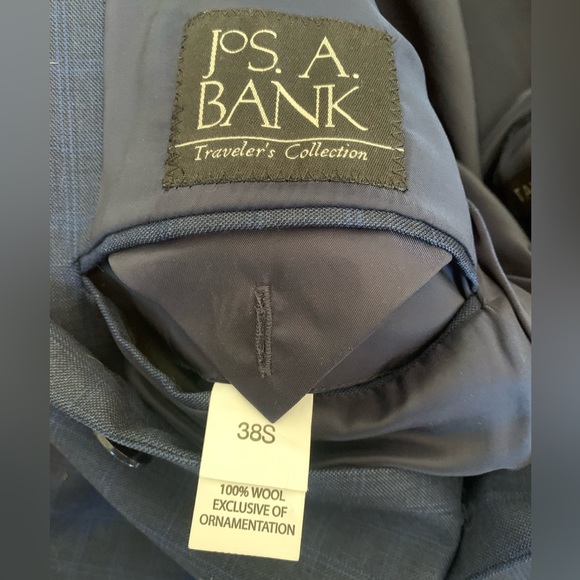 JOS. A.
BANK
Traveler's Collection
38S
100% WOOL
EXCLUSIVE OF
ORNAMENTATION